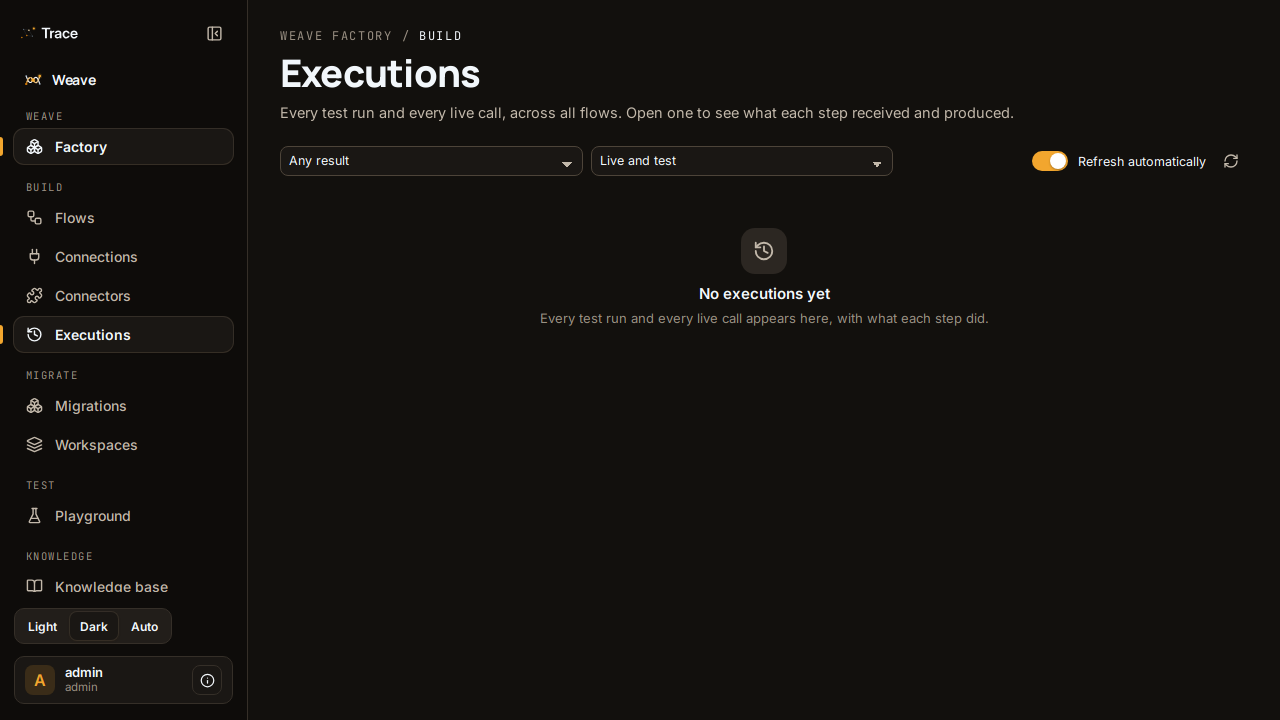 Trace
Weave
WEAVE
Factory
BUILD
Flows
Connections
Connectors
Executions
MIGRATE
Migrations
Workspaces
TEST
Playground
KNOWLEDGE
Knowledge base
Light Dark Auto
A
admin
admin
WEAVE FACTORY / BUILD
Executions
Every test run and every live call, across all flows. Open one to see what each step received and produced.
Any result
Live and test
Refresh automatically
No executions yet
Every test run and every live call appears here, with what each step did.